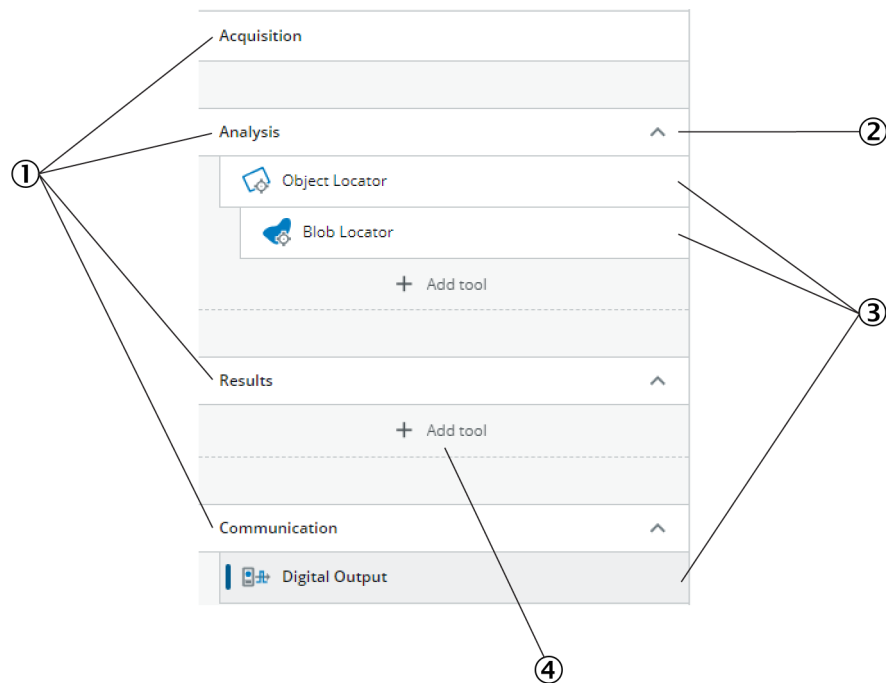 Acquisition
①
Analysis
②
Object Locator
Blob Locator
+ Add tool
③
Results
+ Add tool
Communication
Digital Output
④